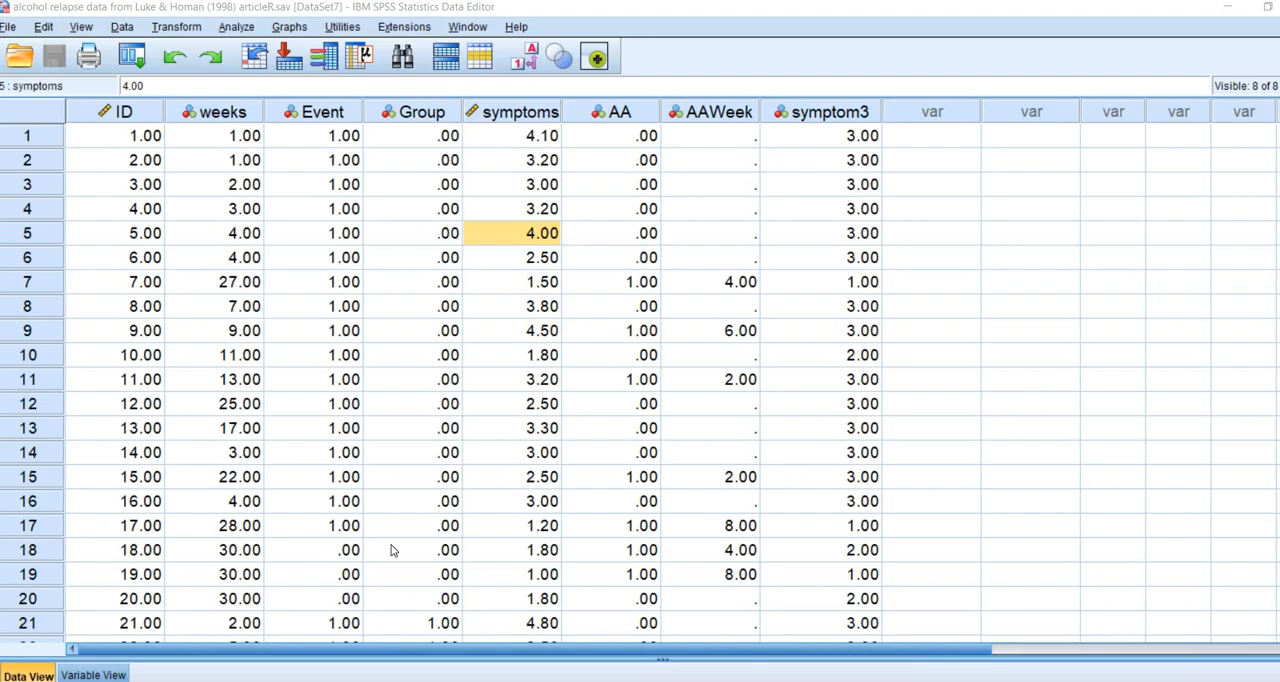 alcohol relapse data from Luke & Homan (1998) articleR.sav [DataSet7] - IBM SPSS Statistics Data Editor
File Edit View Data Transform Analyze Graphs Utilities Extensions Window Help
5 : symptoms 4.00 Visible: 8 of 8
ID weeks Event Group symptoms AA AAWeek symptom3 var var var var var
1 1.00 1.00 1.00 .00 4.10 .00 . 3.00
2 2.00 1.00 1.00 .00 3.20 .00 . 3.00
3 3.00 2.00 1.00 .00 3.00 .00 . 3.00
4 4.00 3.00 1.00 .00 3.20 .00 . 3.00
5 5.00 4.00 1.00 .00 4.00 .00 . 3.00
6 6.00 4.00 1.00 .00 2.50 .00 . 3.00
7 7.00 27.00 1.00 .00 1.50 1.00 4.00 1.00
8 8.00 7.00 1.00 .00 3.80 .00 . 3.00
9 9.00 9.00 1.00 .00 4.50 1.00 6.00 3.00
10 10.00 11.00 1.00 .00 1.80 .00 . 2.00
11 11.00 13.00 1.00 .00 3.20 1.00 2.00 3.00
12 12.00 25.00 1.00 .00 2.50 .00 . 3.00
13 13.00 17.00 1.00 .00 3.30 .00 . 3.00
14 14.00 3.00 1.00 .00 3.00 .00 . 3.00
15 15.00 22.00 1.00 .00 2.50 1.00 2.00 3.00
16 16.00 4.00 1.00 .00 3.00 .00 . 3.00
17 17.00 28.00 1.00 .00 1.20 1.00 8.00 1.00
18 18.00 30.00 .00 .00 1.80 1.00 4.00 2.00
19 19.00 30.00 .00 .00 1.00 1.00 8.00 1.00
20 20.00 30.00 .00 .00 1.80 .00 . 2.00
21 21.00 2.00 1.00 1.00 4.80 .00 . 3.00
Data View Variable View